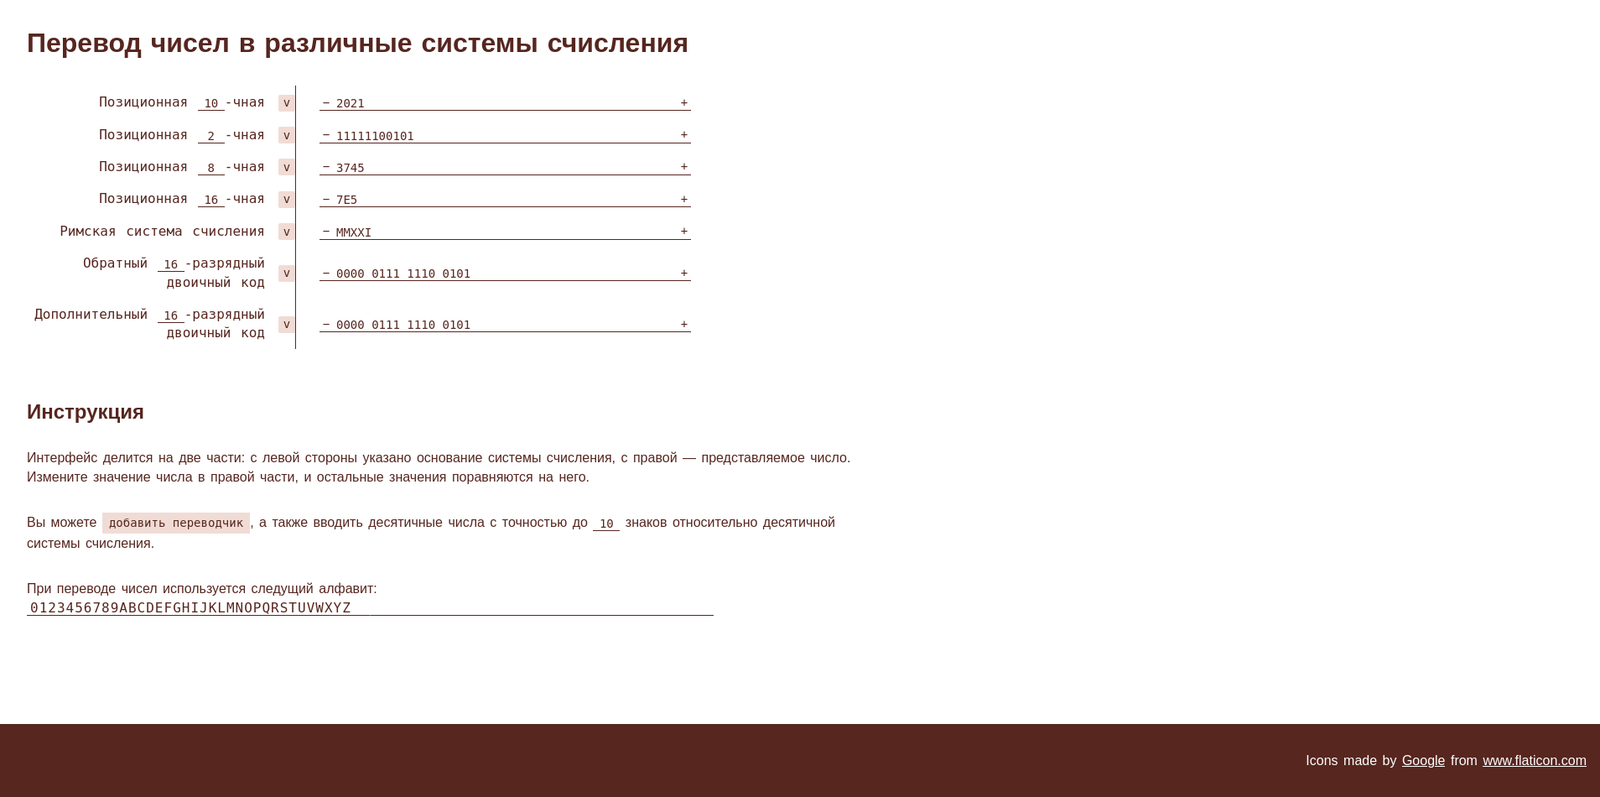 Перевод чисел в различные системы счисления
Позиционная 10 -чная v − 2021 +
Позиционная 2 -чная v − 11111100101 +
Позиционная 8 -чная v − 3745 +
Позиционная 16 -чная v − 7E5 +
Римская система счисления v − MMXXI +
Обратный 16 -разрядный
двоичный код v − 0000 0111 1110 0101 +
Дополнительный 16 -разрядный
двоичный код v − 0000 0111 1110 0101 +
Инструкция
Интерфейс делится на две части: с левой стороны указано основание системы счисления, с правой — представляемое число.
Измените значение числа в правой части, и остальные значения поравняются на него.
Вы можете добавить переводчик, а также вводить десятичные числа с точностью до 10 знаков относительно десятичной
системы счисления.
При переводе чисел используется следущий алфавит:
0123456789ABCDEFGHIJKLMNOPQRSTUVWXYZ
Icons made by Google from www.flaticon.com